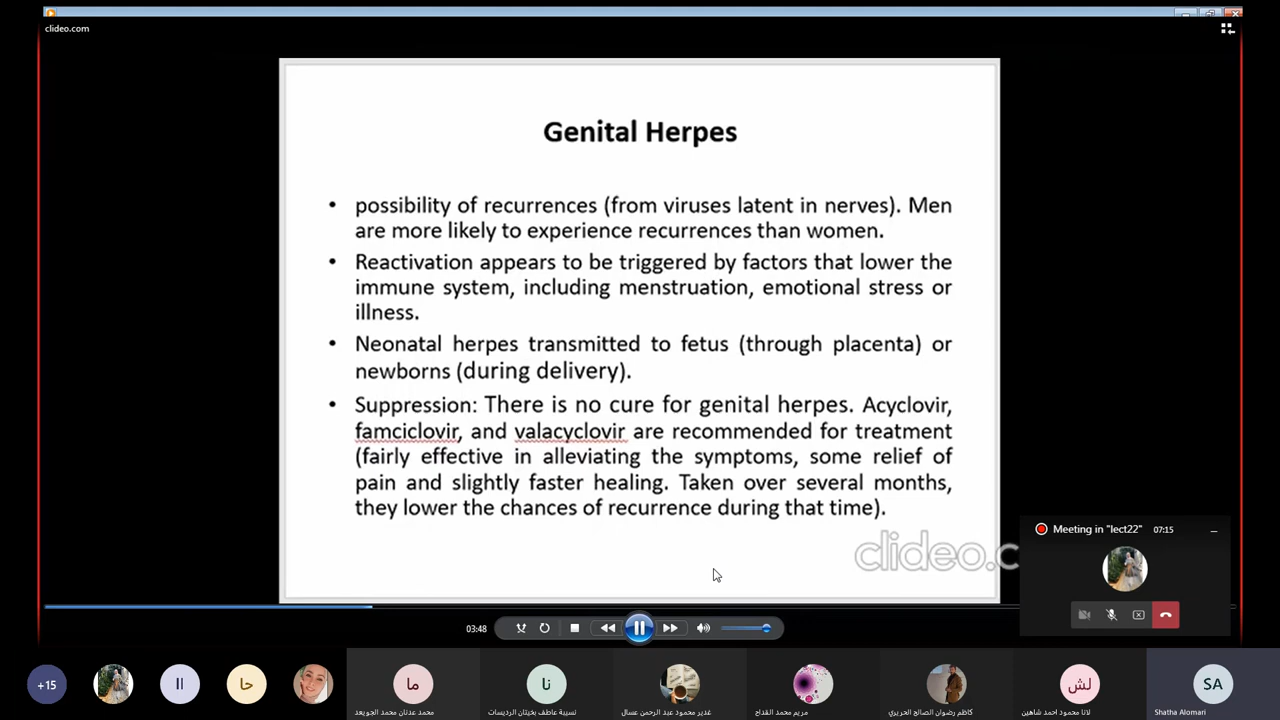 clideo.com
Genital Herpes
• possibility of recurrences (from viruses latent in nerves). Men
are more likely to experience recurrences than women.
• Reactivation appears to be triggered by factors that lower the
immune system, including menstruation, emotional stress or
illness.
• Neonatal herpes transmitted to fetus (through placenta) or
newborns (during delivery).
• Suppression: There is no cure for genital herpes. Acyclovir,
famciclovir, and valacyclovir are recommended for treatment
(fairly effective in alleviating the symptoms, some relief of
pain and slightly faster healing. Taken over several months,
they lower the chances of recurrence during that time).
clideo.c
Meeting in "lect22" 07:15
03:48
+15
اا
حا
ما
نا
لش
SA
محمد عدنان محمد الجويعد
نسيبة عاطف بخيتان الرديسات
غدير محمود عبد الرحمن عسال
مريم محمد القداح
كاظم رضوان الصالح الحريري
لانا محمود احمد شاهين
Shatha Alomari